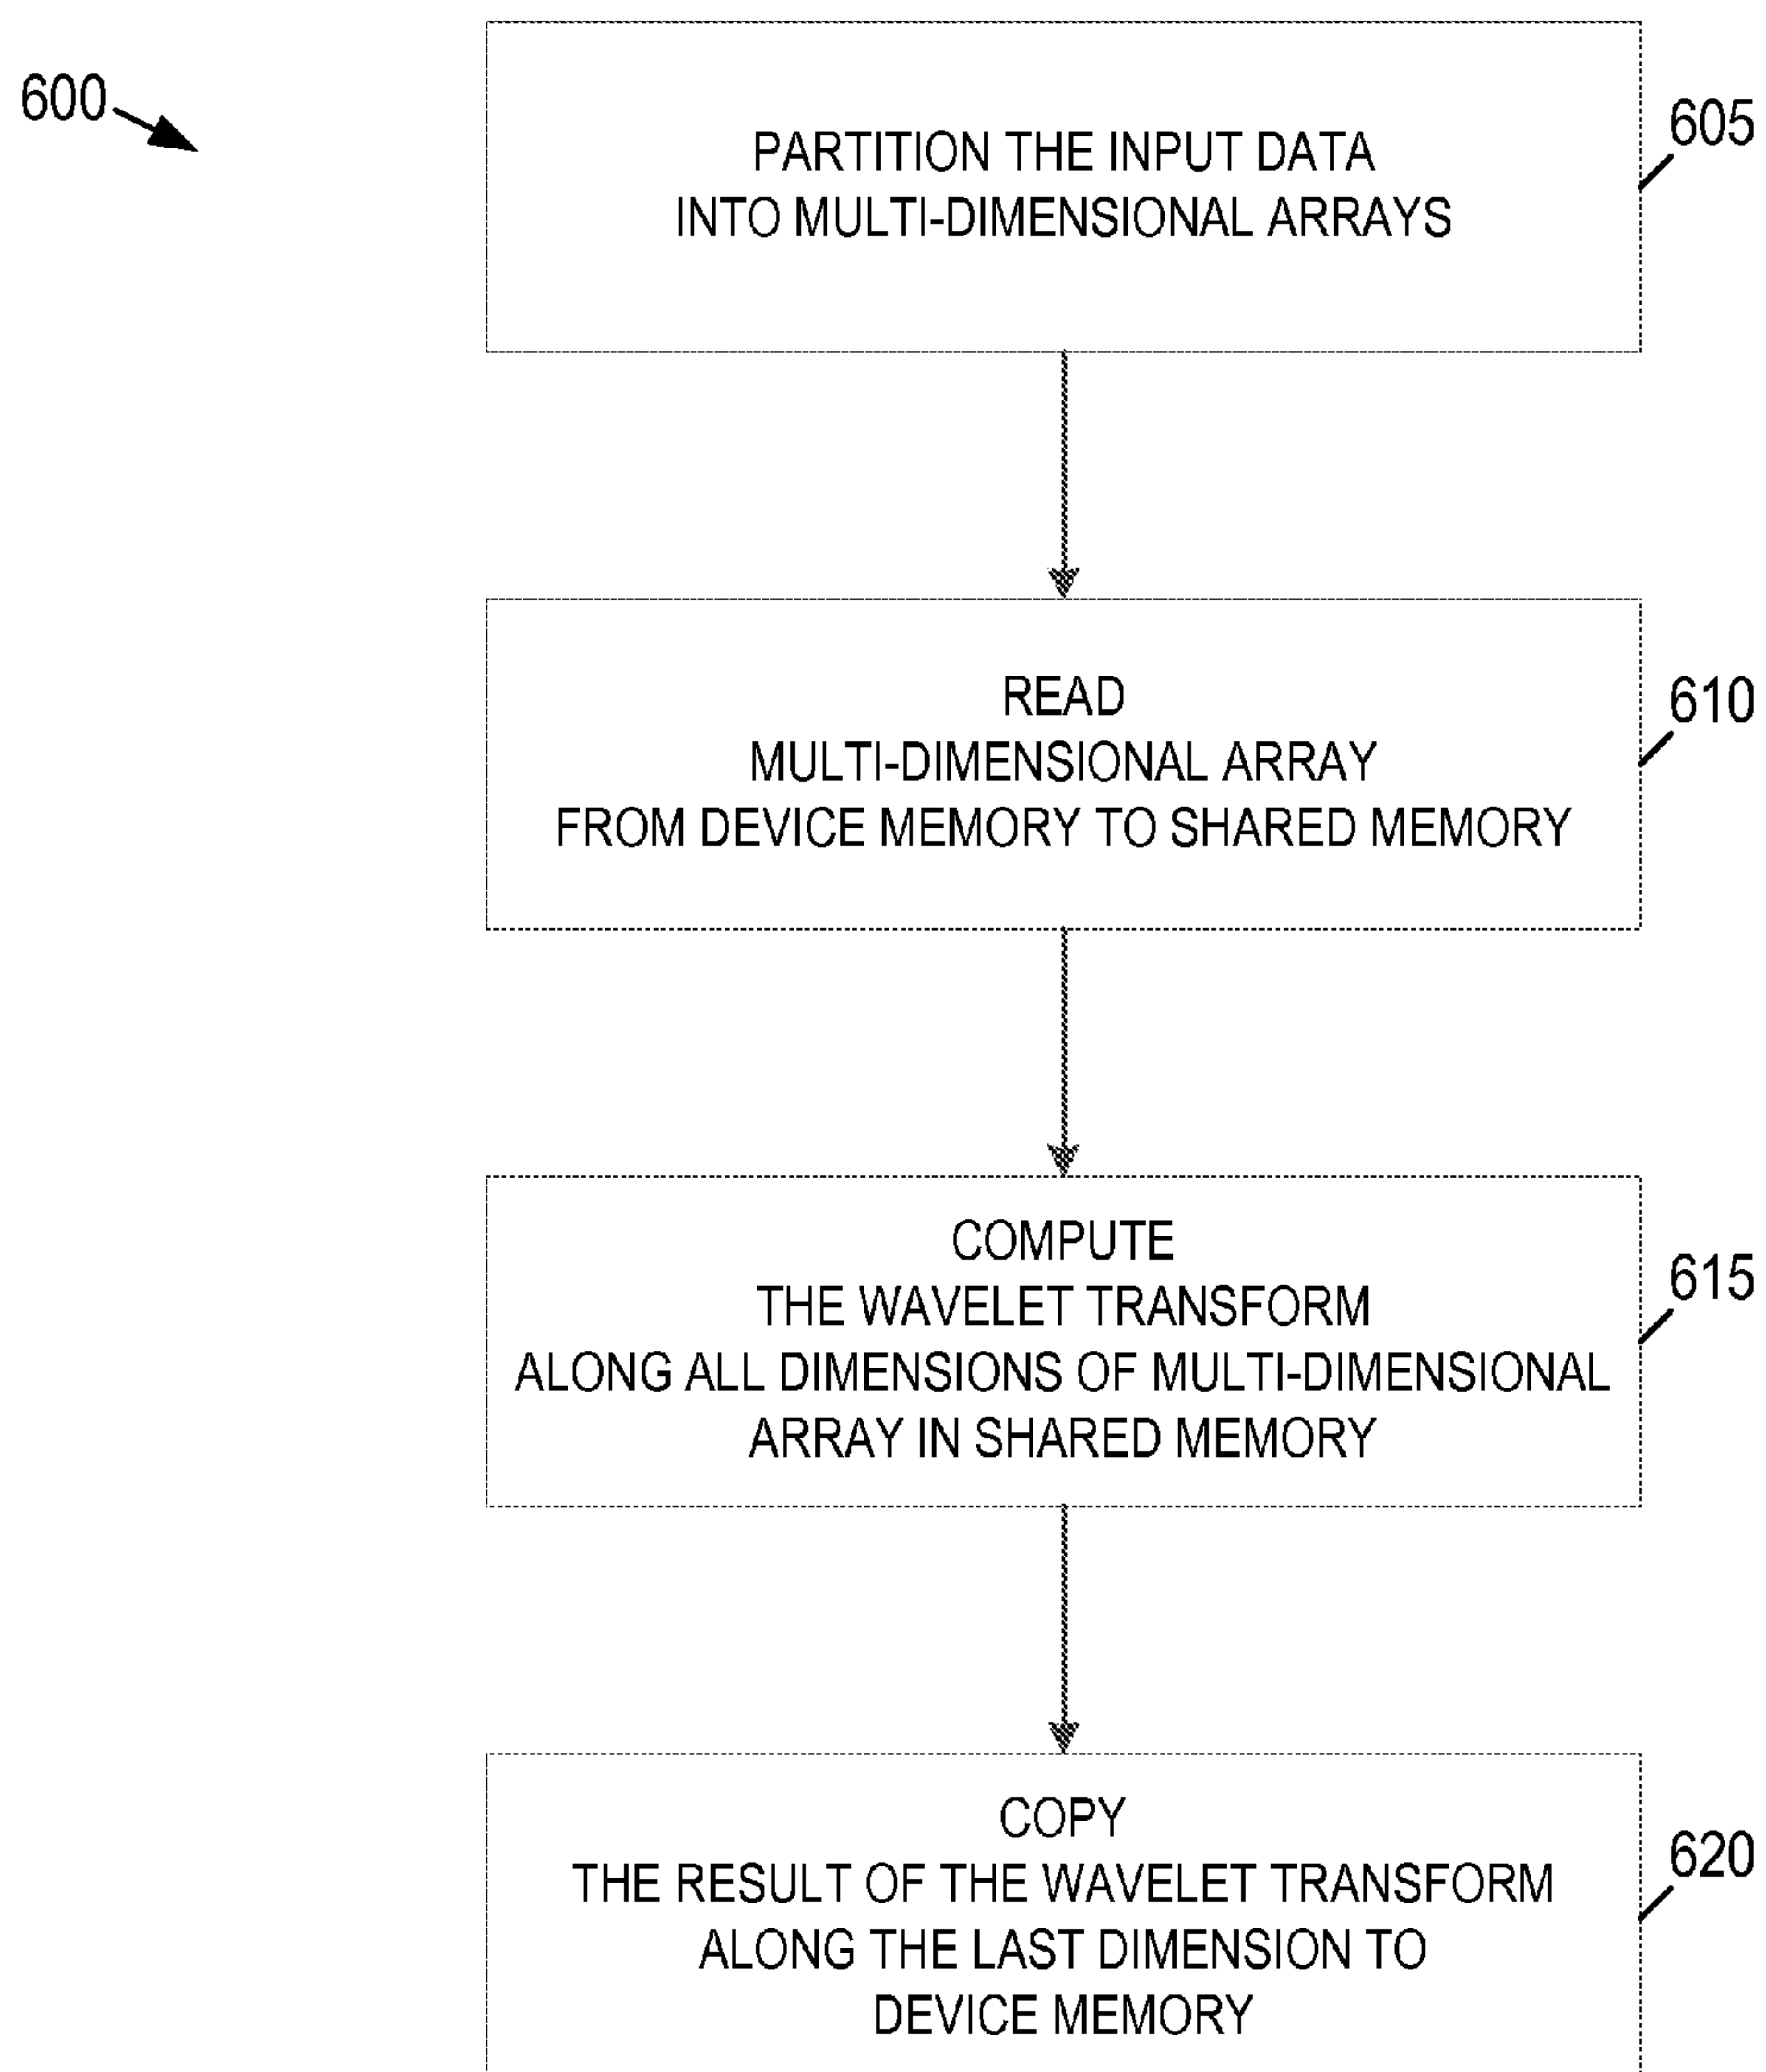 600
PARTITION THE INPUT DATA
INTO MULTI-DIMENSIONAL ARRAYS
605
READ
MULTI-DIMENSIONAL ARRAY
FROM DEVICE MEMORY TO SHARED MEMORY
610
COMPUTE
THE WAVELET TRANSFORM
ALONG ALL DIMENSIONS OF MULTI-DIMENSIONAL
ARRAY IN SHARED MEMORY
615
COPY
THE RESULT OF THE WAVELET TRANSFORM
ALONG THE LAST DIMENSION TO
DEVICE MEMORY
620